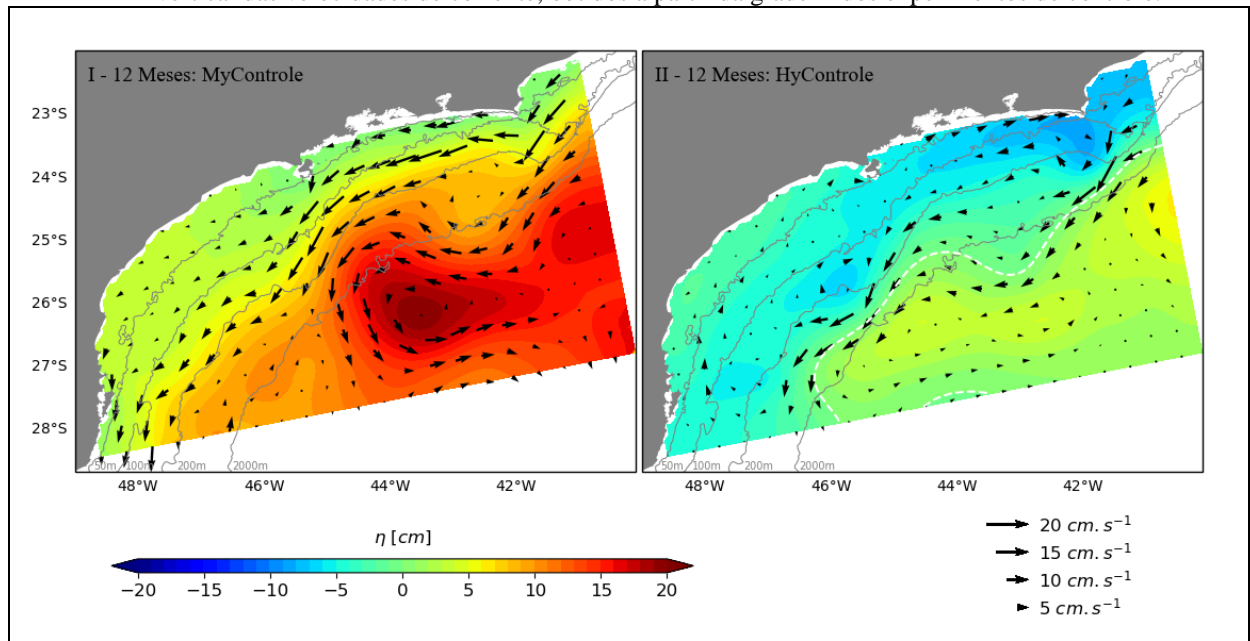 I - 12 Meses: MyControle
II - 12 Meses: HyControle
23°S
24°S
25°S
26°S
27°S
28°S
50m 100m 200m 2000m
50m 100m 200m 2000m
48°W 46°W 44°W 42°W
48°W 46°W 44°W 42°W
η [cm]
−20 −15 −10 −5 0 5 10 15 20
20 cm.s⁻¹
15 cm.s⁻¹
10 cm.s⁻¹
5 cm.s⁻¹